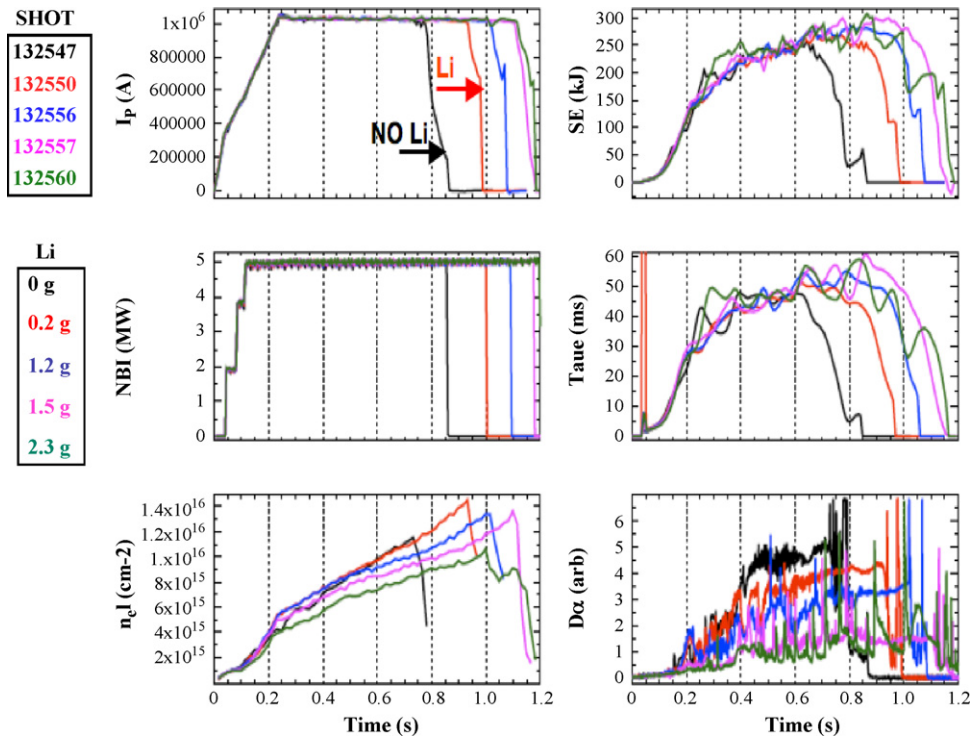 SHOT
132547
132550
132556
132557
132560
Li
0 g
0.2 g
1.2 g
1.5 g
2.3 g
Iₚ (A)
1x10⁶
800000
600000
400000
200000
0
Li
NO Li
SE (kJ)
300
250
200
150
100
50
0
NBI (MW)
5
4
3
2
1
0
Taue (ms)
60
50
40
30
20
10
0
nₑl (cm-2)
1.4x10¹⁶
1.2x10¹⁶
1x10¹⁶
8x10¹⁵
6x10¹⁵
4x10¹⁵
2x10¹⁵
0 0.2 0.4 0.6 0.8 1.0 1.2
Time (s)
Dα (arb)
6
5
4
3
2
1
0
0 0.2 0.4 0.6 0.8 1.0 1.2
Time (s)